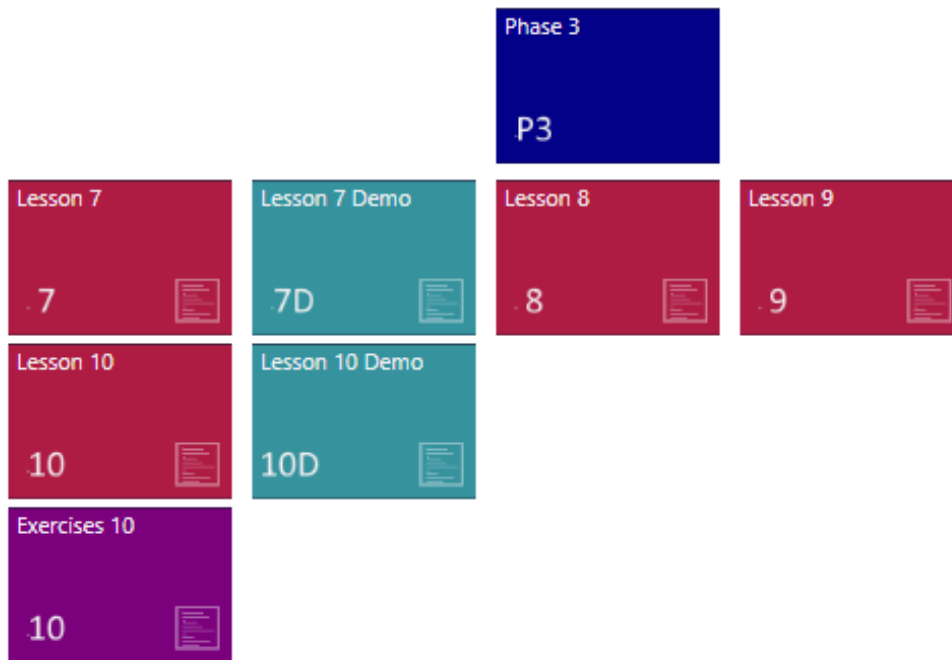 Phase 3
P3
Lesson 7
7
Lesson 7 Demo
7D
Lesson 8
8
Lesson 9
9
Lesson 10
10
Lesson 10 Demo
10D
Exercises 10
10